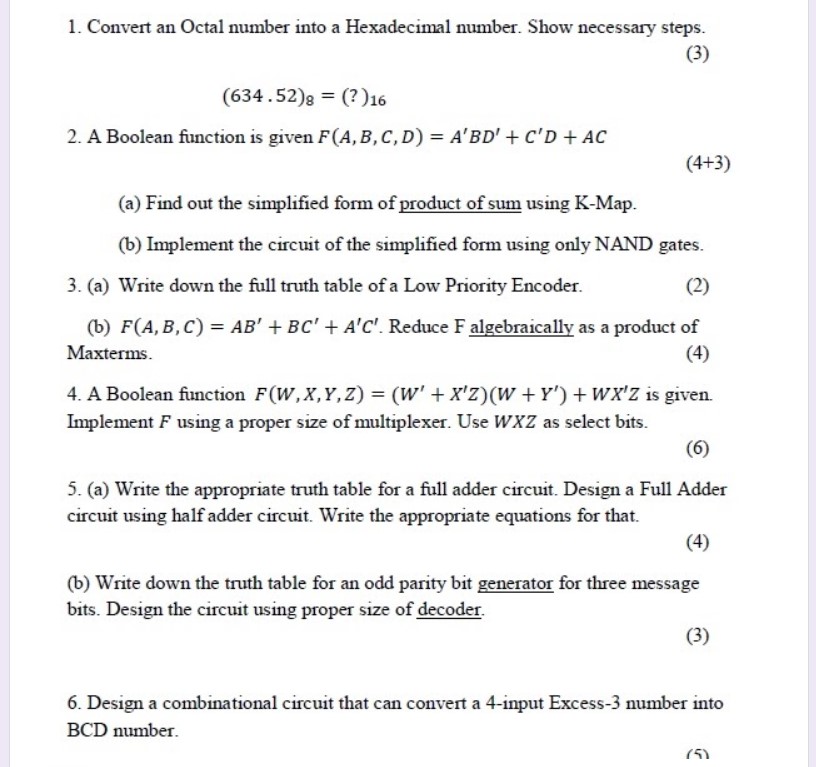 1. Convert an Octal number into a Hexadecimal number. Show necessary steps.
(3)
(634.52)₈ = (?)₁₆
2. A Boolean function is given F(A,B,C,D) = A'BD' + C'D + AC
(4+3)
(a) Find out the simplified form of product of sum using K-Map.
(b) Implement the circuit of the simplified form using only NAND gates.
3. (a) Write down the full truth table of a Low Priority Encoder. (2)
(b) F(A,B,C) = AB' + BC' + A'C'. Reduce F algebraically as a product of
Maxterms. (4)
4. A Boolean function F(W,X,Y,Z) = (W' + X'Z)(W + Y') + WX'Z is given.
Implement F using a proper size of multiplexer. Use WXZ as select bits.
(6)
5. (a) Write the appropriate truth table for a full adder circuit. Design a Full Adder
circuit using half adder circuit. Write the appropriate equations for that.
(4)
(b) Write down the truth table for an odd parity bit generator for three message
bits. Design the circuit using proper size of decoder.
(3)
6. Design a combinational circuit that can convert a 4-input Excess-3 number into
BCD number.
(5)